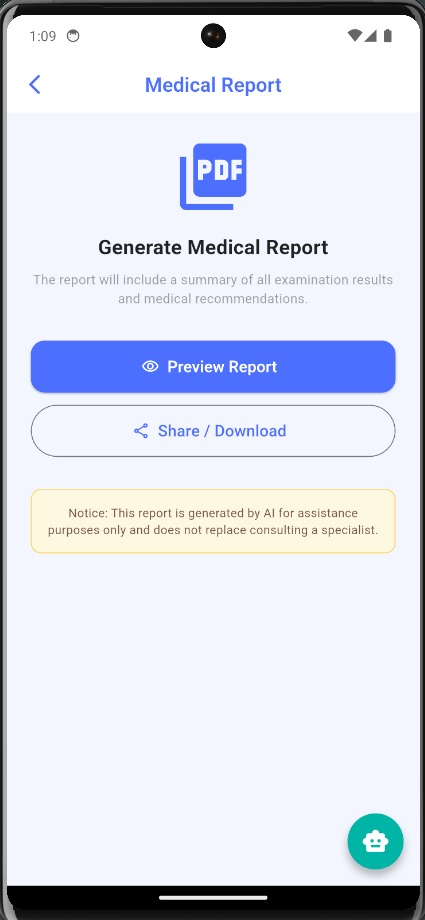 1:09
Medical Report
PDF
Generate Medical Report
The report will include a summary of all examination results
and medical recommendations.
Preview Report
Share / Download
Notice: This report is generated by AI for assistance
purposes only and does not replace consulting a specialist.